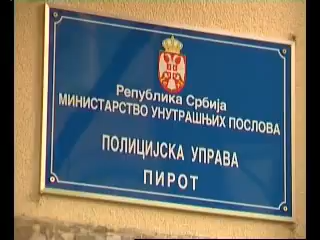 Република Србија
МИНИСТАРСТВО УНУТРАШЊИХ ПОСЛОВА
ПОЛИЦИЈСКА УПРАВА
ПИРОТ